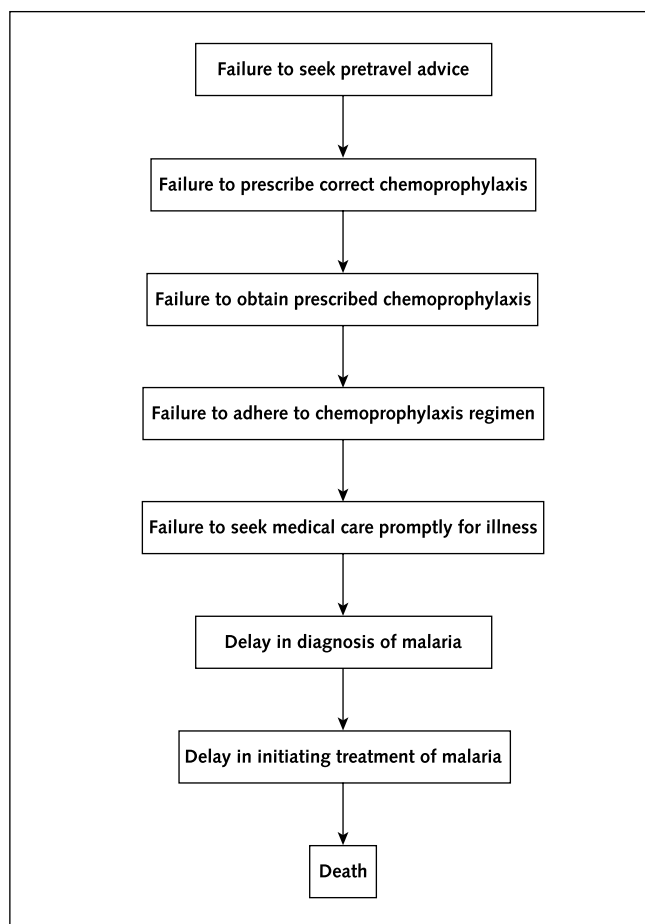 Failure to seek pretravel advice
Failure to prescribe correct chemoprophylaxis
Failure to obtain prescribed chemoprophylaxis
Failure to adhere to chemoprophylaxis regimen
Failure to seek medical care promptly for illness
Delay in diagnosis of malaria
Delay in initiating treatment of malaria
Death